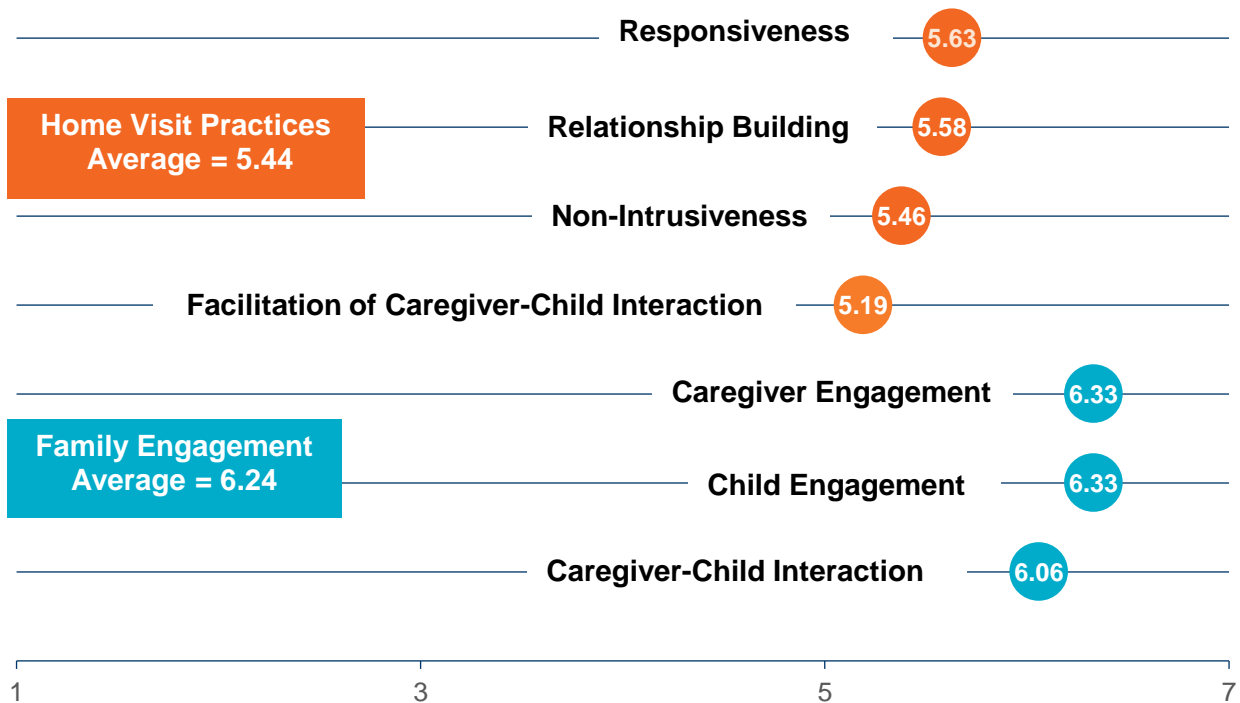 Responsiveness
5.63
Home Visit Practices
Average = 5.44
Relationship Building
5.58
Non-Intrusiveness
5.46
Facilitation of Caregiver-Child Interaction
5.19
Caregiver Engagement
6.33
Family Engagement
Average = 6.24
Child Engagement
6.33
Caregiver-Child Interaction
6.06
1 3 5 7